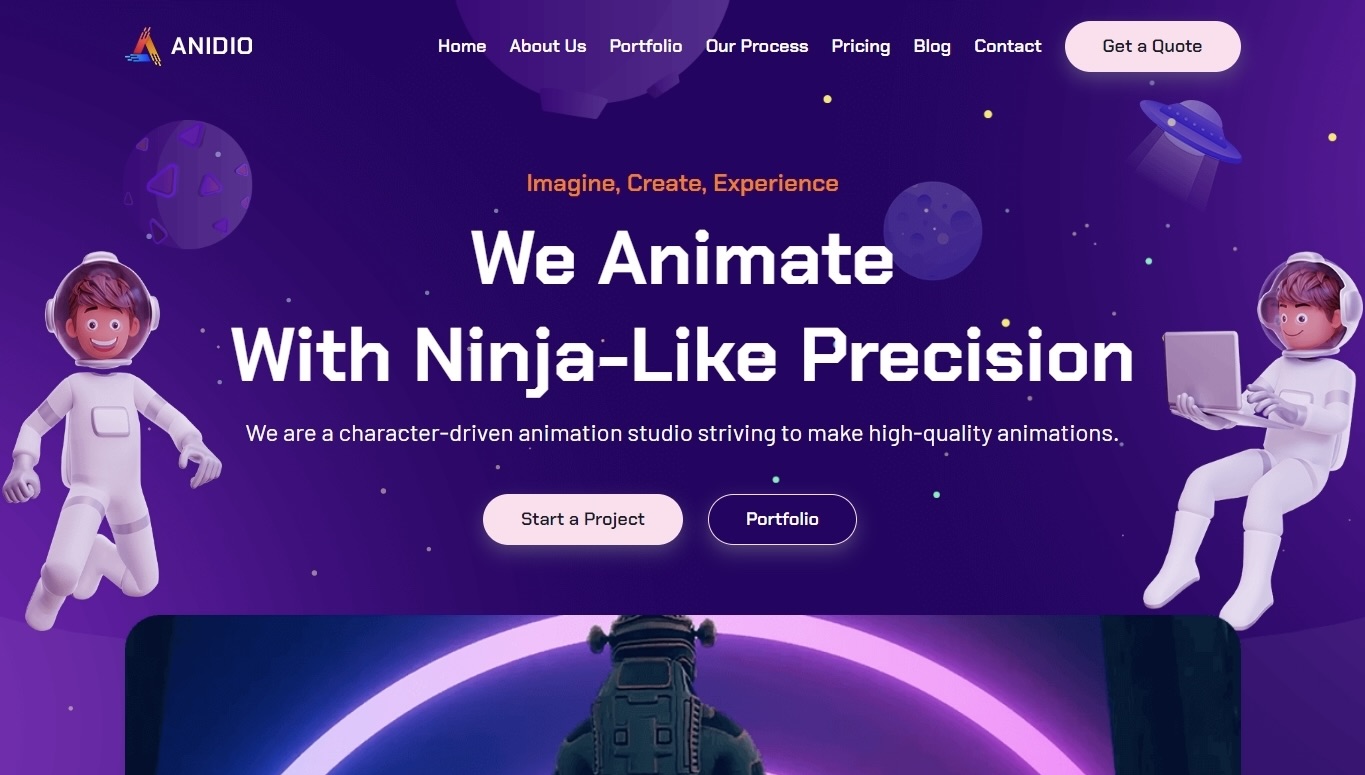 ANIDIO
Home About Us Portfolio Our Process Pricing Blog Contact Get a Quote
Imagine, Create, Experience
We Animate
With Ninja-Like Precision
We are a character-driven animation studio striving to make high-quality animations.
Start a Project Portfolio